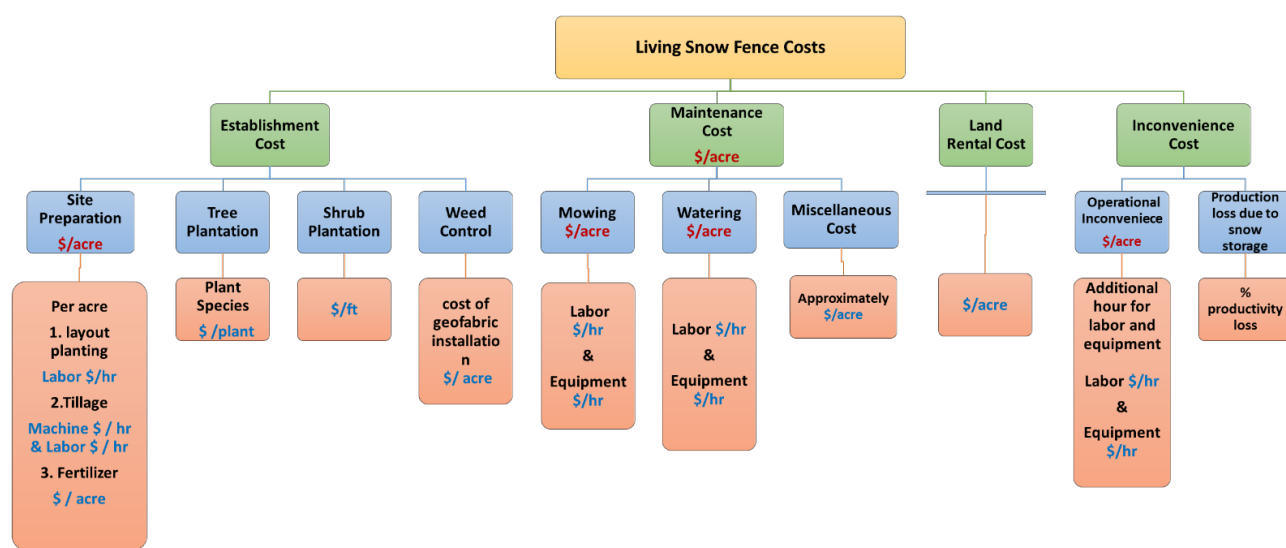 Living Snow Fence Costs
Establishment
Cost
Maintenance
Cost
$/acre
Land
Rental Cost
Inconvenience
Cost
Site
Preparation
$/acre
Tree
Plantation
Shrub
Plantation
Weed
Control
Mowing
$/acre
Watering
$/acre
Miscellaneous
Cost
Operational
Inconveniece
$/acre
Production
loss due to
snow
storage
Per acre
1. layout
planting
Labor $/hr
2.Tillage
Machine $ / hr
& Labor $ / hr
3. Fertilizer
$ / acre
Plant
Species
$ /plant
$/ft
cost of
geofabric
installatio
n
$/ acre
Labor
$/hr
&
Equipment
$/hr
Labor $/hr
&
Equipment
$/hr
Approximately
$/acre
$/acre
Additional
hour for
labor and
equipment
Labor $/hr
&
Equipment
$/hr
%
productivity
loss